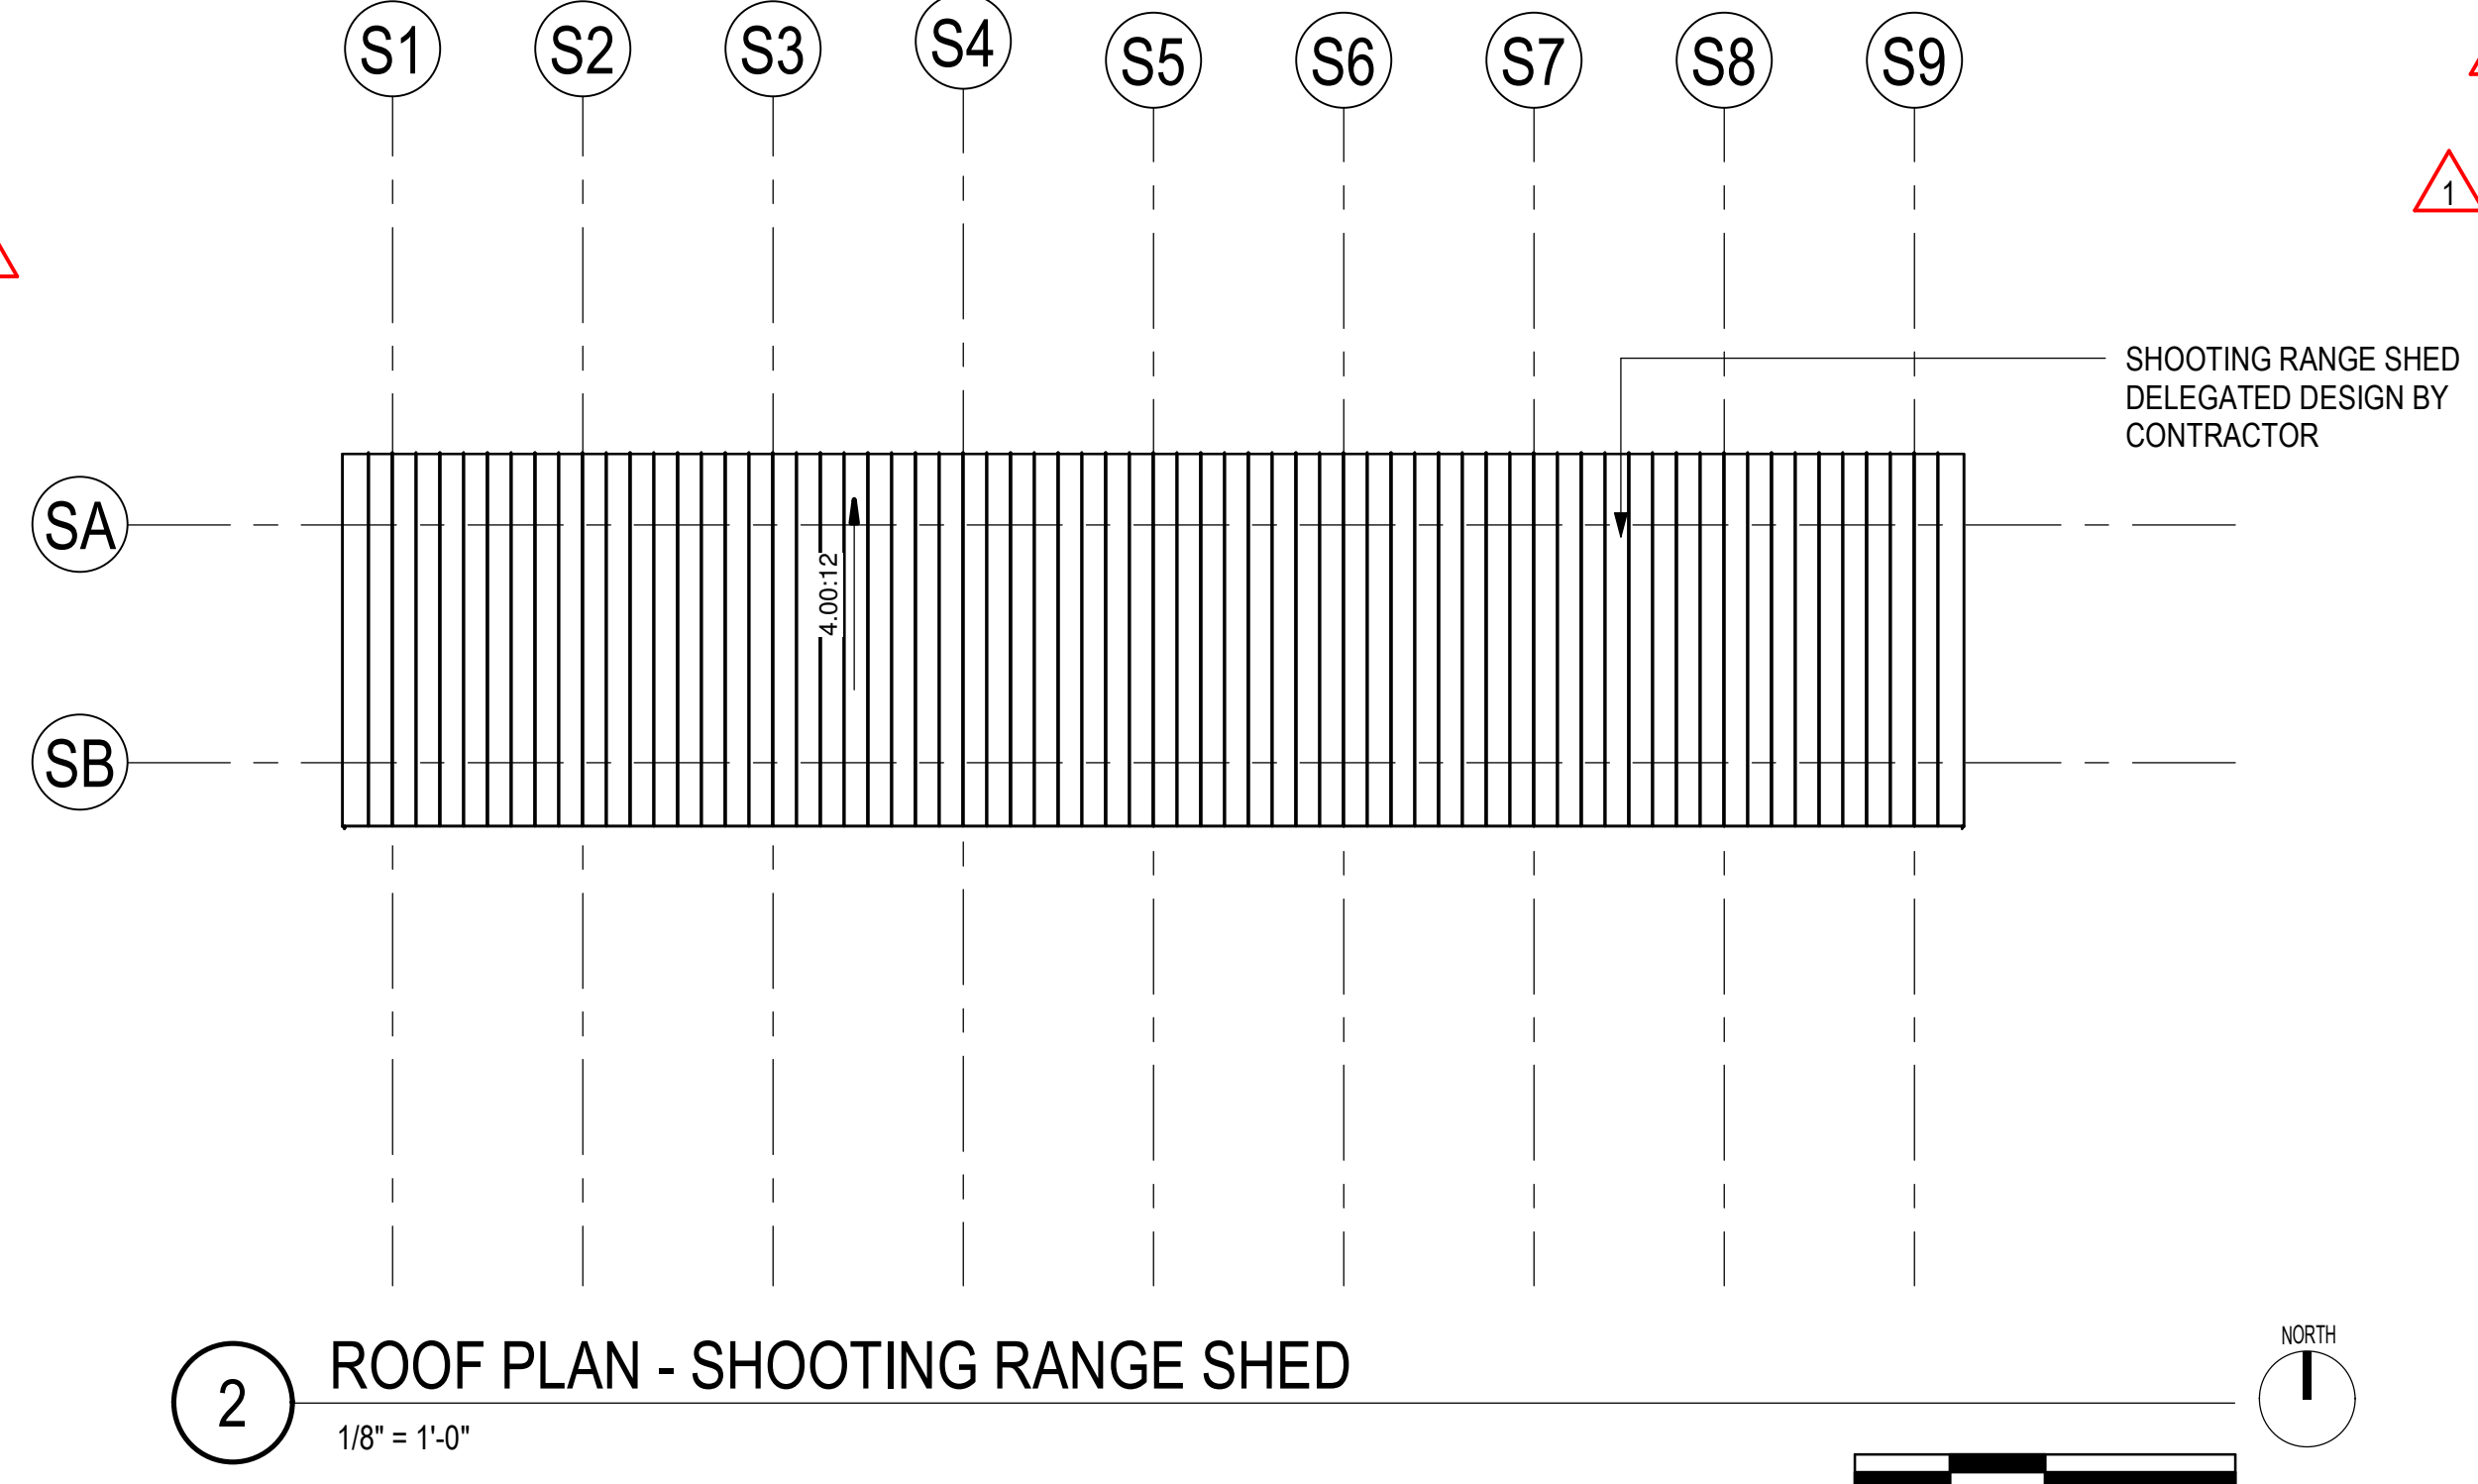 S1 S2 S3 S4 S5 S6 S7 S8 S9
1
SHOOTING RANGE SHED
DELEGATED DESIGN BY
CONTRACTOR
SA
4.00:12
SB
NORTH
ROOF PLAN - SHOOTING RANGE SHED
2
1/8" = 1'-0"